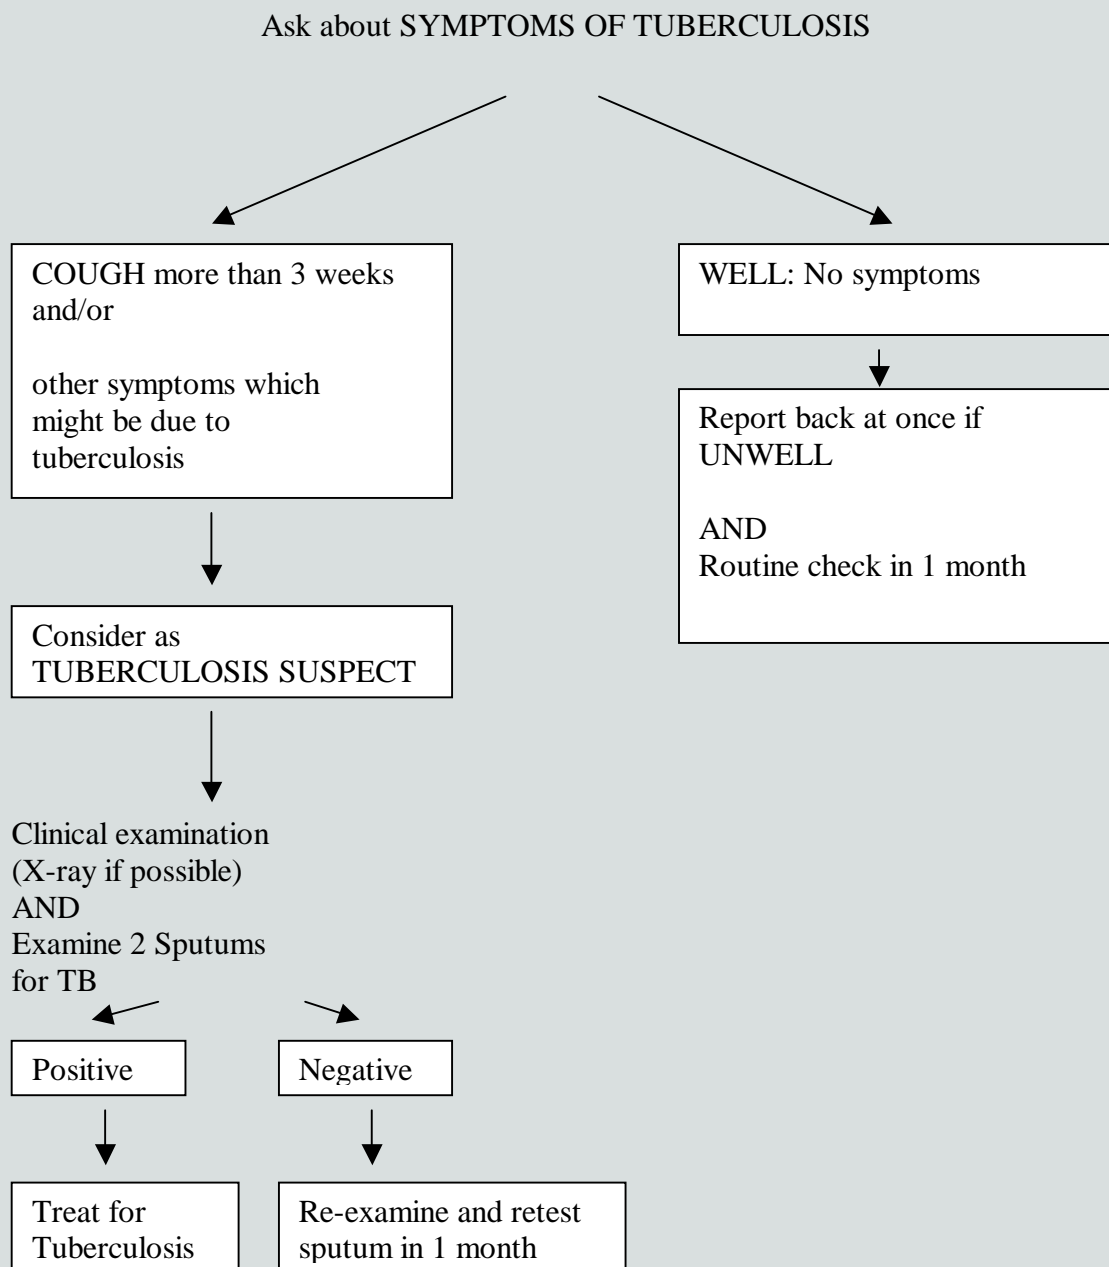 Ask about SYMPTOMS OF TUBERCULOSIS
COUGH more than 3 weeks
and/or
other symptoms which
might be due to
tuberculosis
WELL: No symptoms
Report back at once if
UNWELL
AND
Routine check in 1 month
Consider as
TUBERCULOSIS SUSPECT
Clinical examination
(X-ray if possible)
AND
Examine 2 Sputums
for TB
Positive
Negative
Treat for
Tuberculosis
Re-examine and retest
sputum in 1 month